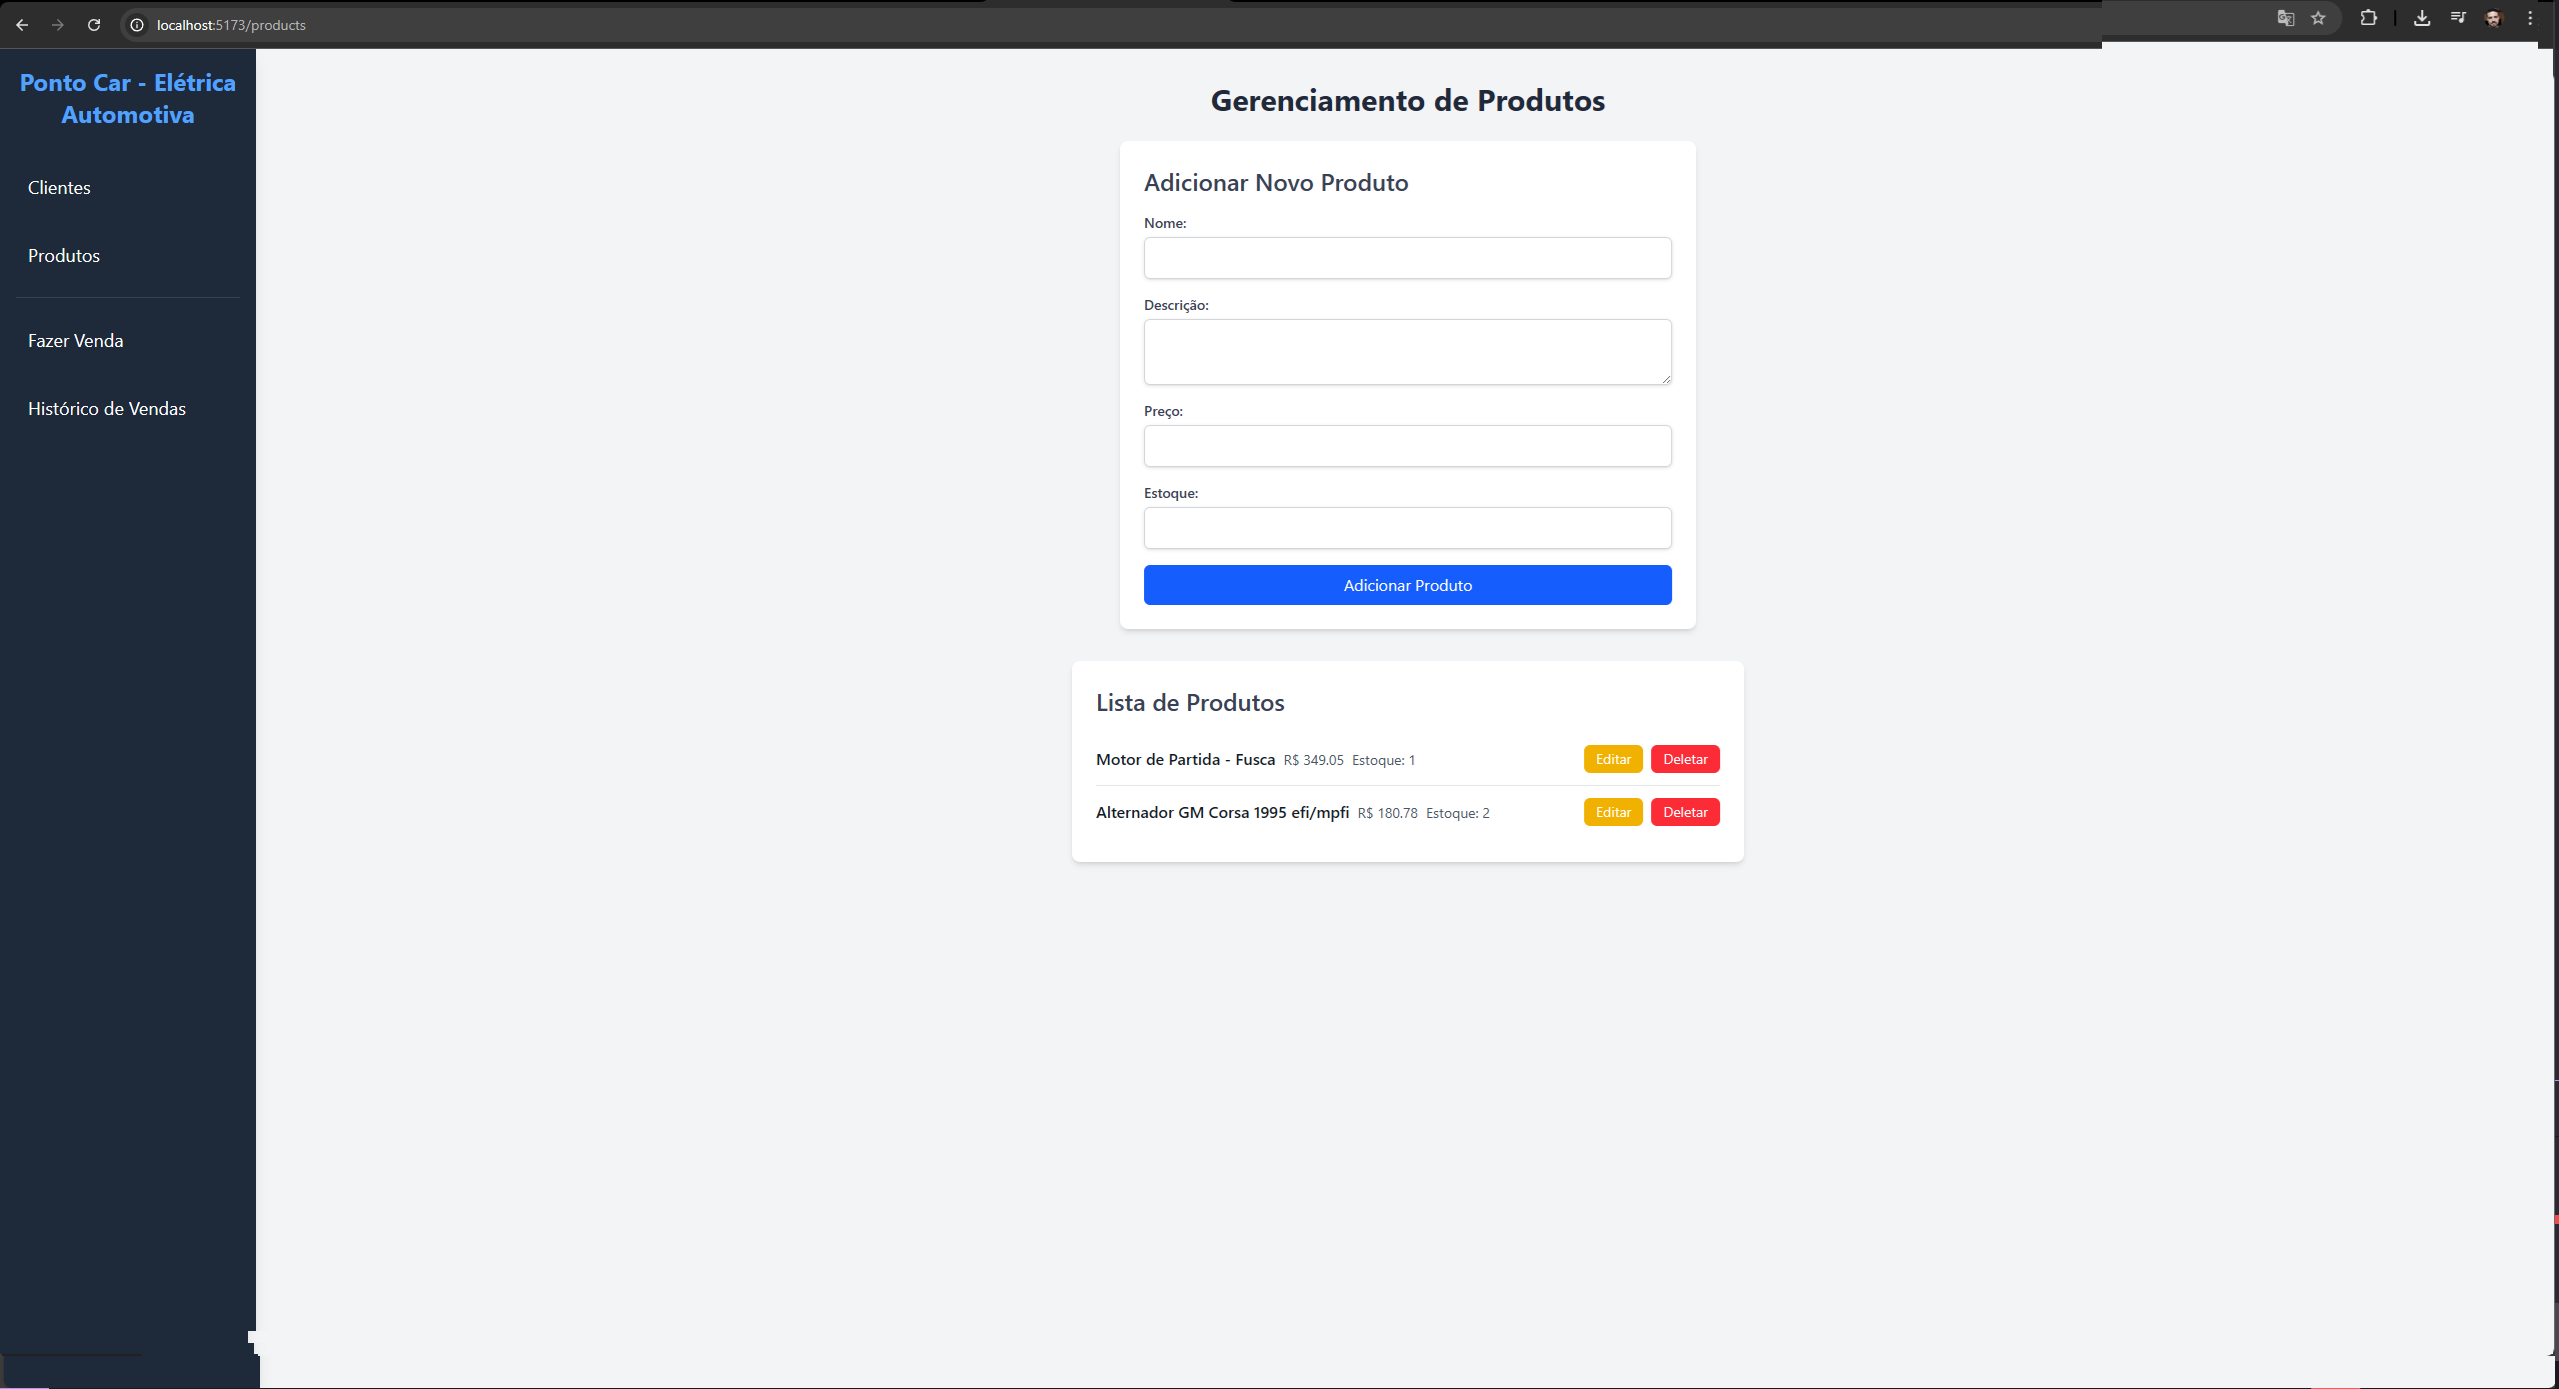 localhost:5173/products
Ponto Car - Elétrica
Automotiva
Clientes
Produtos
Fazer Venda
Histórico de Vendas
Gerenciamento de Produtos
Adicionar Novo Produto
Nome:
Descrição:
Preço:
Estoque:
Adicionar Produto
Lista de Produtos
Motor de Partida - Fusca R$ 349.05 Estoque: 1 Editar Deletar
Alternador GM Corsa 1995 efi/mpfi R$ 180.78 Estoque: 2 Editar Deletar